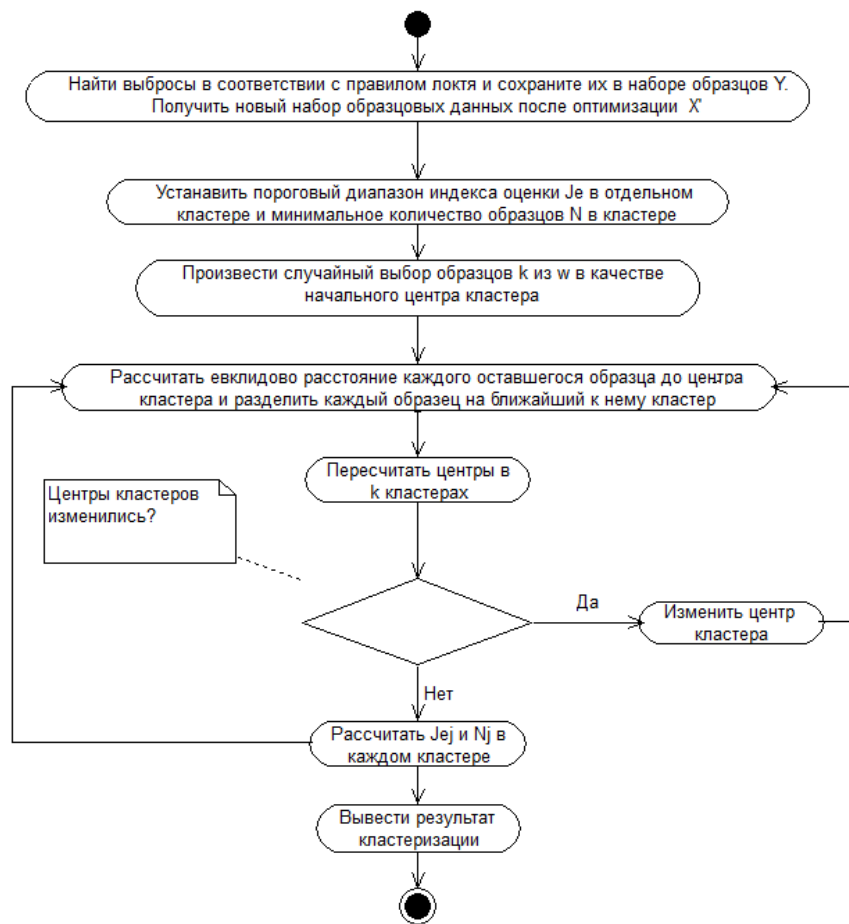 Найти выбросы в соответствии с правилом локтя и сохраните их в наборе образцов Y.
Получить новый набор образцовых данных после оптимизации X'
Устанавить пороговый диапазон индекса оценки Je в отдельном
кластере и минимальное количество образцов N в кластере
Произвести случайный выбор образцов k из w в качестве
начального центра кластера
Рассчитать евклидово расстояние каждого оставшегося образца до центра
кластера и разделить каждый образец на ближайший к нему кластер
Пересчитать центры в
k кластерах
Центры кластеров
изменились?
Да
Изменить центр
кластера
Нет
Рассчитать Jej и Nj в
каждом кластере
Вывести результат
кластеризации